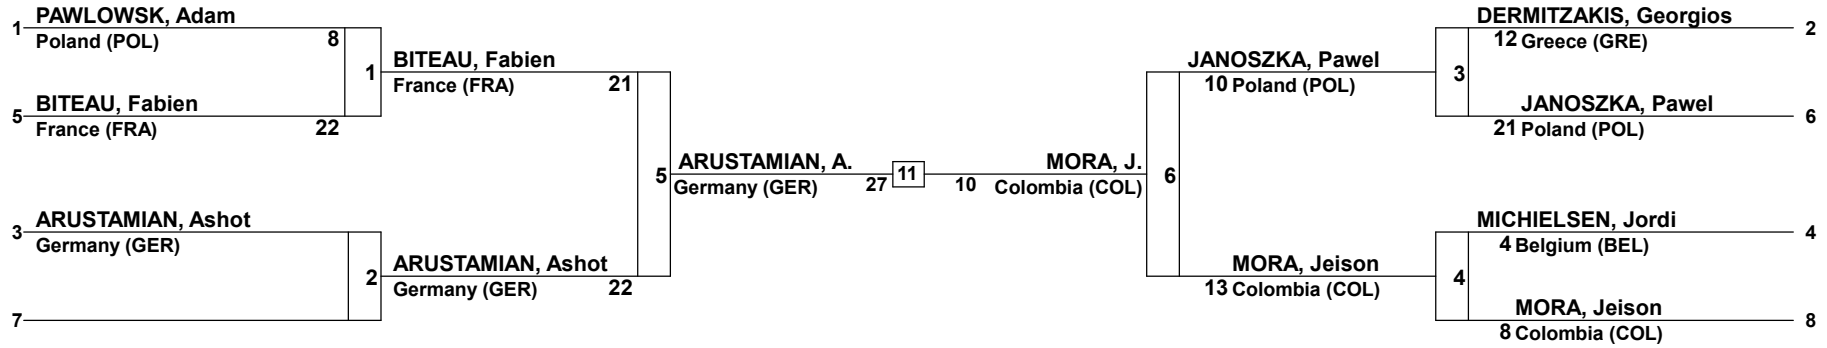 PAWLOWSK, Adam
1
Poland (POL) 8
1
BITEAU, Fabien
5
France (FRA) 22
BITEAU, Fabien
France (FRA) 21
ARUSTAMIAN, Ashot
3
Germany (GER)
2
7
ARUSTAMIAN, Ashot
Germany (GER) 22
5
ARUSTAMIAN, A.
Germany (GER) 27
11
MORA, J.
10 Colombia (COL)
6
JANOSZKA, Pawel
10 Poland (POL)
MORA, Jeison
13 Colombia (COL)
DERMITZAKIS, Georgios
2
12 Greece (GRE)
3
JANOSZKA, Pawel
6
21 Poland (POL)
MICHIELSEN, Jordi
4
4 Belgium (BEL)
4
MORA, Jeison
8
8 Colombia (COL)